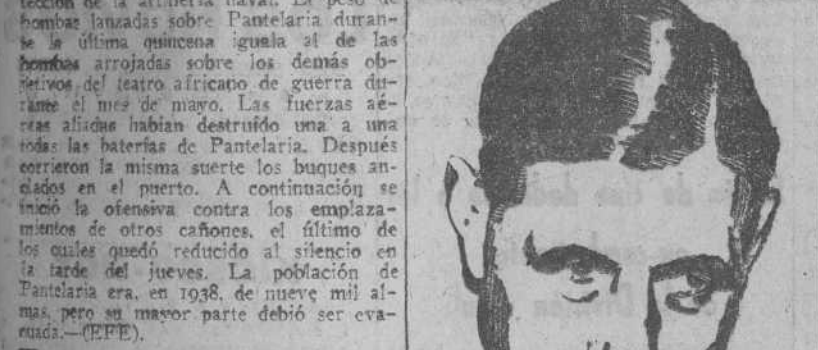 tección de la artillería naval. El peso de
bombas lanzadas sobre Pantelaria duran-
te la última quincena iguala al de las
bombas arrojadas sobre los demás ob-
jetivos del teatro africano de guerra du-
rante el mes de mayo. Las fuerzas aé-
reas aliadas habían destruído una a una
todas las baterías de Pantelaria. Después
corrieron la misma suerte los buques an-
clados en el puerto. A continuación se
inició la ofensiva contra los emplaza-
mientos de otros cañones, el último de
los cuales quedó reducido al silencio en
la tarde del jueves. La población de
Pantelaria era, en 1938, de nueve mil al-
mas, pero su mayor parte debió ser eva-
cuada.—(EFE).